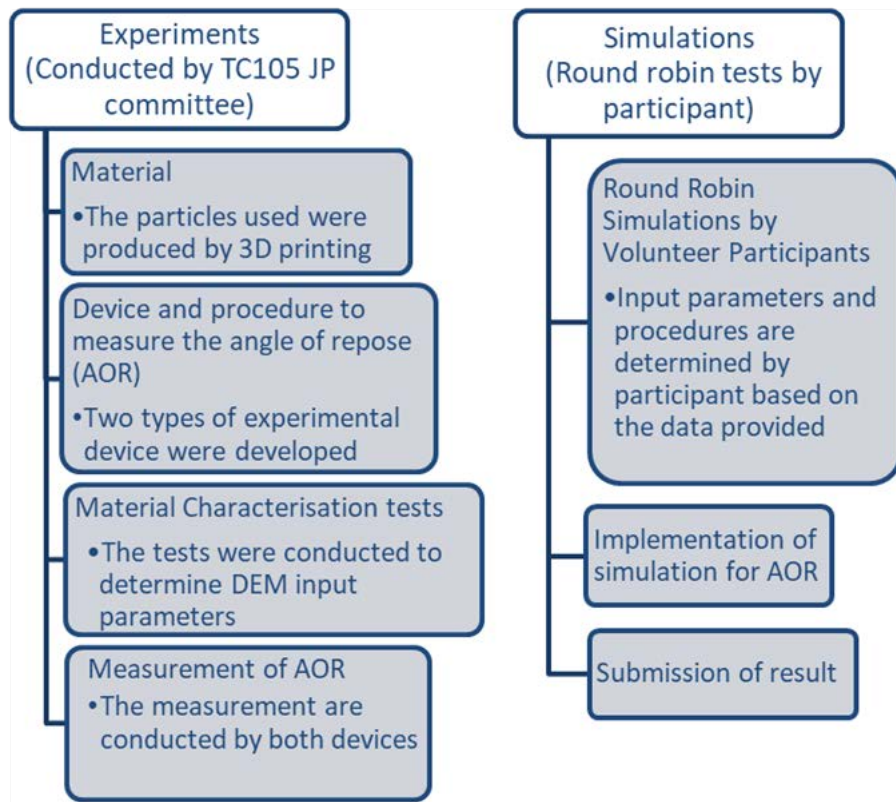 Experiments
(Conducted by TC105 JP
committee)
Material
•The particles used were
produced by 3D printing
Device and procedure to
measure the angle of repose
(AOR)
•Two types of experimental
device were developed
Material Characterisation tests
•The tests were conducted to
determine DEM input
parameters
Measurement of AOR
•The measurement are
conducted by both devices
Simulations
(Round robin tests by
participant)
Round Robin
Simulations by
Volunteer Participants
•Input parameters and
procedures are
determined by
participant based on
the data provided
Implementation of
simulation for AOR
Submission of result